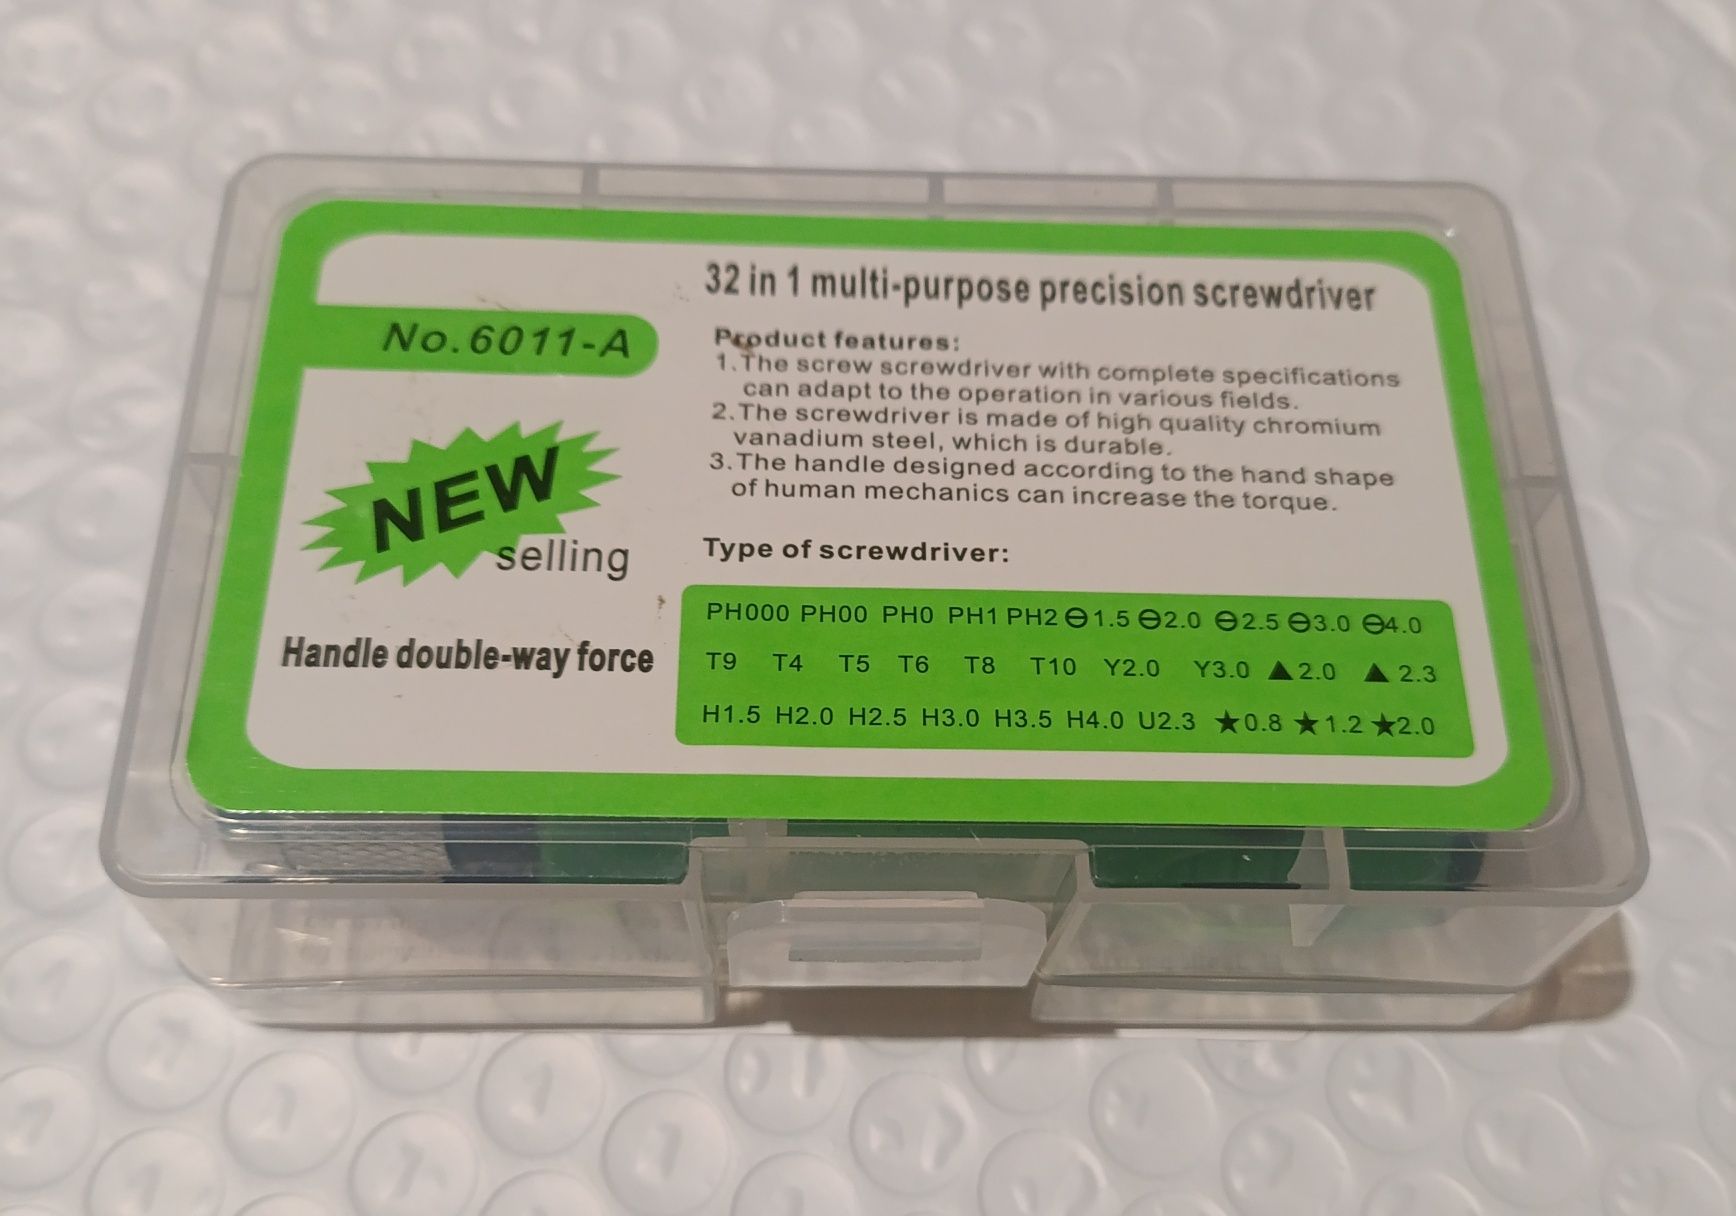 32 in 1 multi-purpose precision screwdriver
No.6011-A
Product features:
1.The screw screwdriver with complete specifications
can adapt to the operation in various fields.
2.The screwdriver is made of high quality chromium
vanadium steel, which is durable.
3.The handle designed according to the hand shape
of human mechanics can increase the torque.
NEW
selling
Handle double-way force
Type of screwdriver:
PH000 PH00 PH0 PH1 PH2 ⊖1.5 ⊖2.0 ⊖2.5 ⊖3.0 ⊖4.0
T9 T4 T5 T6 T8 T10 Y2.0 Y3.0 ▲2.0 ▲2.3
H1.5 H2.0 H2.5 H3.0 H3.5 H4.0 U2.3 ★0.8 ★1.2 ★2.0